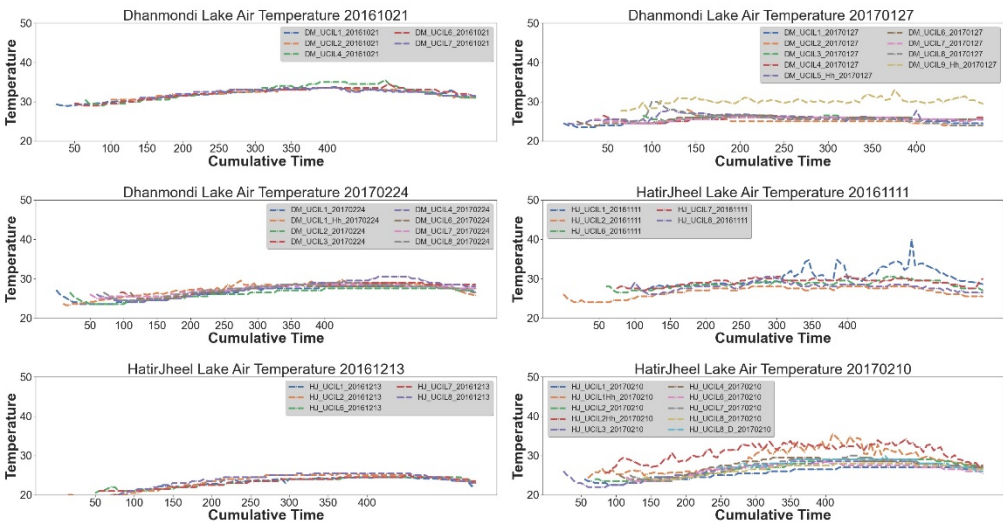 Dhanmondi Lake Air Temperature 20161021
50
40
30
20
Temperature
DM_UCIL1_20161021 DM_UCIL6_20161021
DM_UCIL2_20161021 DM_UCIL7_20161021
DM_UCIL4_20161021
50 100 150 200 250 300 350 400
Cumulative Time
Dhanmondi Lake Air Temperature 20170127
50
40
30
20
Temperature
DM_UCIL1_20170127 DM_UCIL6_20170127
DM_UCIL2_20170127 DM_UCIL7_20170127
DM_UCIL3_20170127 DM_UCIL8_20170127
DM_UCIL4_20170127 DM_UCIL9_Hh_20170127
DM_UCIL5_Hh_20170127
50 100 150 200 250 300 350 400
Cumulative Time
Dhanmondi Lake Air Temperature 20170224
50
40
30
20
Temperature
DM_UCIL1_20170224 DM_UCIL4_20170224
DM_UCIL1_Hh_20170224 DM_UCIL6_20170224
DM_UCIL2_20170224 DM_UCIL7_20170224
DM_UCIL3_20170224 DM_UCIL8_20170224
50 100 150 200 250 300 350 400
Cumulative Time
HatirJheel Lake Air Temperature 20161111
50
40
30
20
Temperature
HJ_UCIL1_20161111 HJ_UCIL7_20161111
HJ_UCIL2_20161111 HJ_UCIL8_20161111
HJ_UCIL6_20161111
50 100 150 200 250 300 350 400
Cumulative Time
HatirJheel Lake Air Temperature 20161213
50
40
30
20
Temperature
HJ_UCIL1_20161213 HJ_UCIL7_20161213
HJ_UCIL2_20161213 HJ_UCIL8_20161213
HJ_UCIL6_20161213
50 100 150 200 250 300 350 400
Cumulative Time
HatirJheel Lake Air Temperature 20170210
50
40
30
20
Temperature
HJ_UCIL1_20170210 HJ_UCIL4_20170210
HJ_UCIL1Hh_20170210 HJ_UCIL6_20170210
HJ_UCIL2_20170210 HJ_UCIL7_20170210
HJ_UCIL2Hh_20170210 HJ_UCIL8_20170210
HJ_UCIL3_20170210 HJ_UCIL8_D_20170210
50 100 150 200 250 300 350 400
Cumulative Time